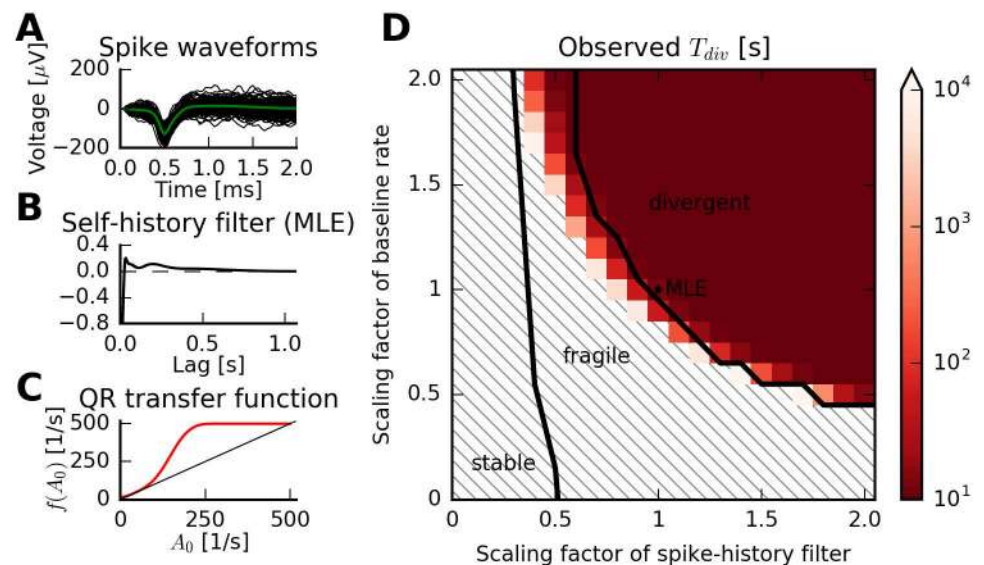 A
Spike waveforms
Voltage [μV]
200
0
−200
0.0 0.5 1.0 1.5 2.0
Time [ms]
B
Self-history filter (MLE)
0.4
0.0
−0.4
−0.8
0.0 0.5 1.0
Lag [s]
C
QR transfer function
f(A₀) [1/s]
500
250
0
0 250 500
A₀ [1/s]
D
Observed T_div [s]
Scaling factor of baseline rate
2.0
1.5
1
0.5
0
divergent
MLE
fragile
stable
0 0.5 1 1.5 2.0
Scaling factor of spike-history filter
10⁴
10³
10²
10¹